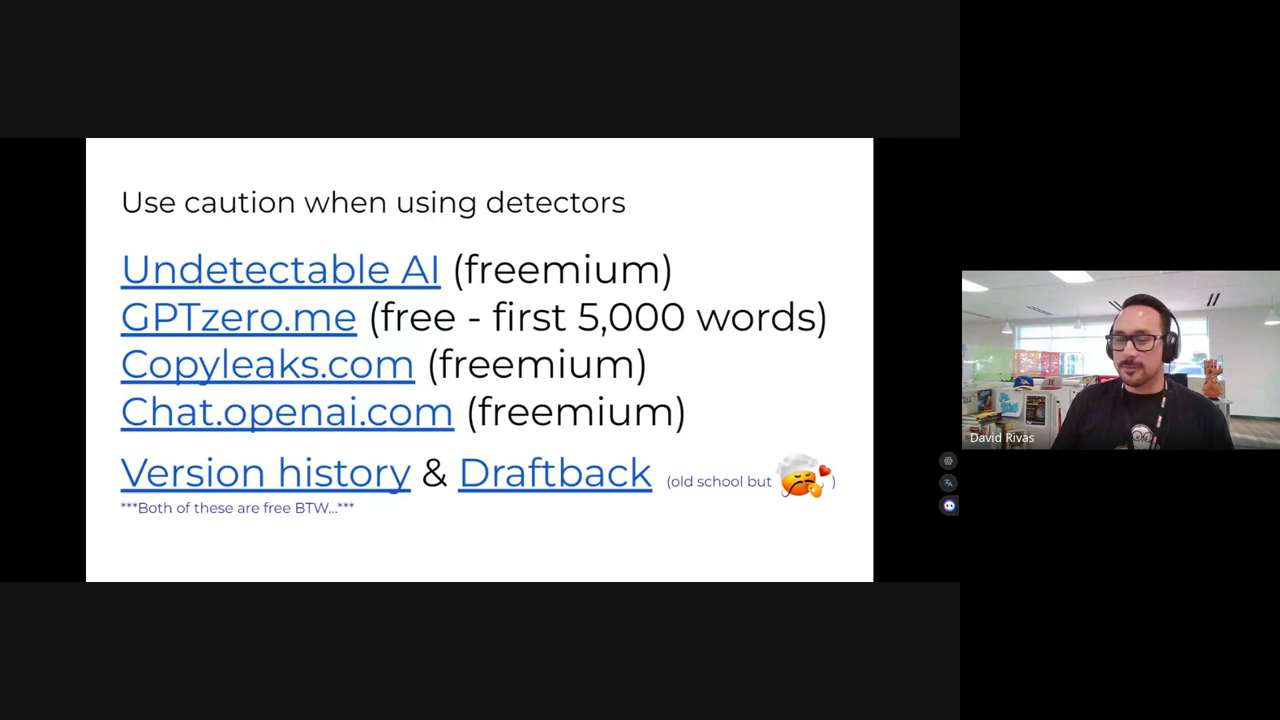 Use caution when using detectors
Undetectable AI (freemium)
GPTzero.me (free - first 5,000 words)
Copyleaks.com (freemium)
Chat.openai.com (freemium)
Version history & Draftback (old school but )
***Both of these are free BTW...***
David Rivas